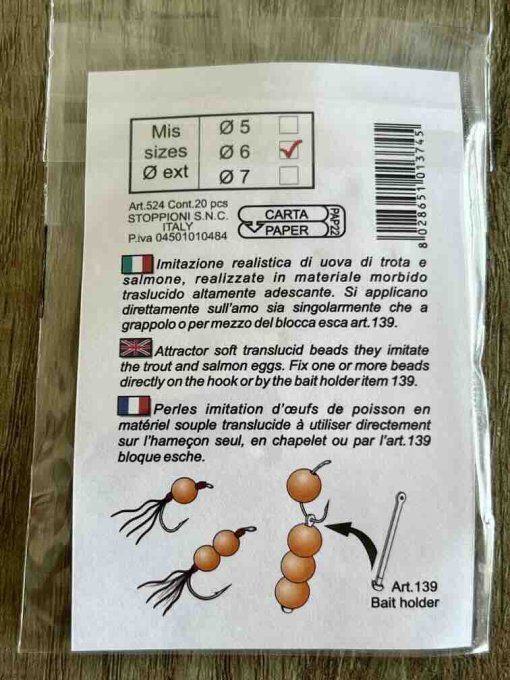 Mis
sizes
Ø ext
Ø 5
Ø 6
Ø 7
Art.524 Cont.20 pcs
STOPPIONI S.N.C.
ITALY
P.iva 04501010484
CARTA
PAPER
PAP22
8 028651 013745
Imitazione realistica di uova di trota e
salmone, realizzate in materiale morbido
traslucido altamente adescante. Si applicano
direttamente sull'amo sia singolarmente che a
grappolo o per mezzo del blocca esca art.139.
Attractor soft translucid beads they imitate
the trout and salmon eggs. Fix one or more beads
directly on the hook or by the bait holder item 139.
Perles imitation d'œufs de poisson en
matériel souple translucide à utiliser directement
sur l'hameçon seul, en chapelet ou par l'art.139
bloque esche.
Art.139
Bait holder